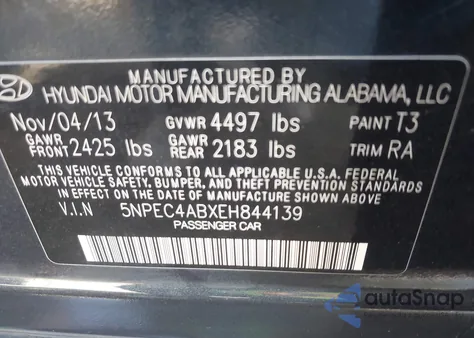 MANUFACTURED BY
HYUNDAI MOTOR MANUFACTURING ALABAMA, LLC
Nov/04/13 GVWR 4497 lbs PAINT T3
GAWR FRONT 2425 lbs GAWR REAR 2183 lbs TRIM RA
THIS VEHICLE CONFORMS TO ALL APPLICABLE U.S.A. FEDERAL
MOTOR VEHICLE SAFETY, BUMPER, AND THEFT PREVENTION STANDARDS
IN EFFECT ON THE DATE OF MANUFACTURE SHOWN ABOVE.
V.I.N 5NPEC4ABXEH844139
PASSENGER CAR
autoSnap